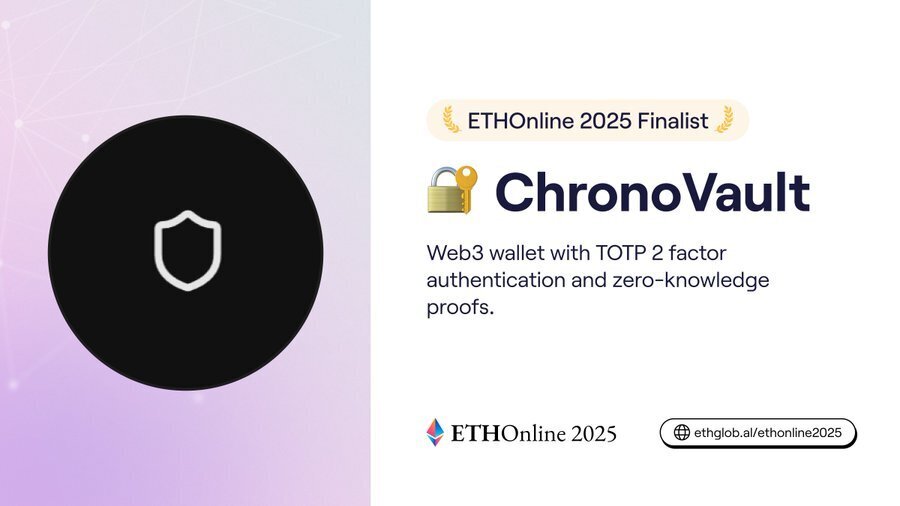 ETHOnline 2025 Finalist
ChronoVault
Web3 wallet with TOTP 2 factor
authentication and zero-knowledge
proofs.
ETHOnline 2025
ethglob.al/ethonline2025